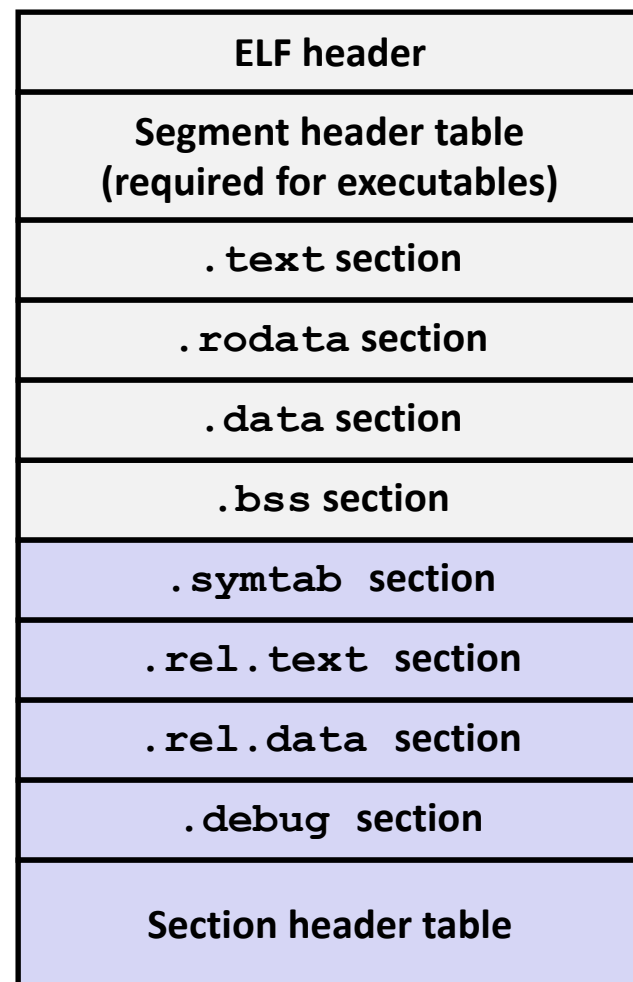 ELF header
Segment header table
(required for executables)
.text section
.rodata section
.data section
.bss section
.symtab section
.rel.text section
.rel.data section
.debug section
Section header table